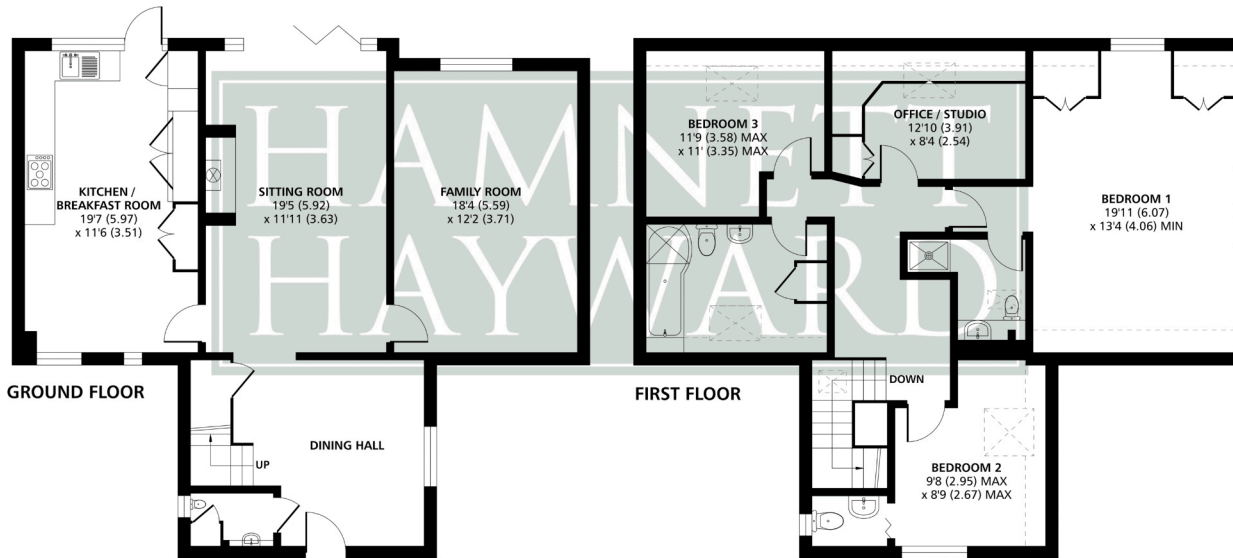 HAMNETT
HAYWARD
KITCHEN /
BREAKFAST ROOM
19'7 (5.97)
x 11'6 (3.51)
SITTING ROOM
19'5 (5.92)
x 11'11 (3.63)
FAMILY ROOM
18'4 (5.59)
x 12'2 (3.71)
GROUND FLOOR
UP
DINING HALL
BEDROOM 3
11'9 (3.58) MAX
x 11' (3.35) MAX
OFFICE / STUDIO
12'10 (3.91)
x 8'4 (2.54)
BEDROOM 1
19'11 (6.07)
x 13'4 (4.06) MIN
FIRST FLOOR
DOWN
BEDROOM 2
9'8 (2.95) MAX
x 8'9 (2.67) MAX